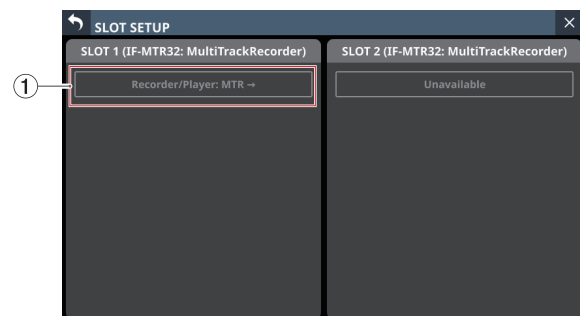 SLOT SETUP
SLOT 1 (IF-MTR32: MultiTrackRecorder)
SLOT 2 (IF-MTR32: MultiTrackRecorder)
1
Recorder/Player: MTR →
Unavailable